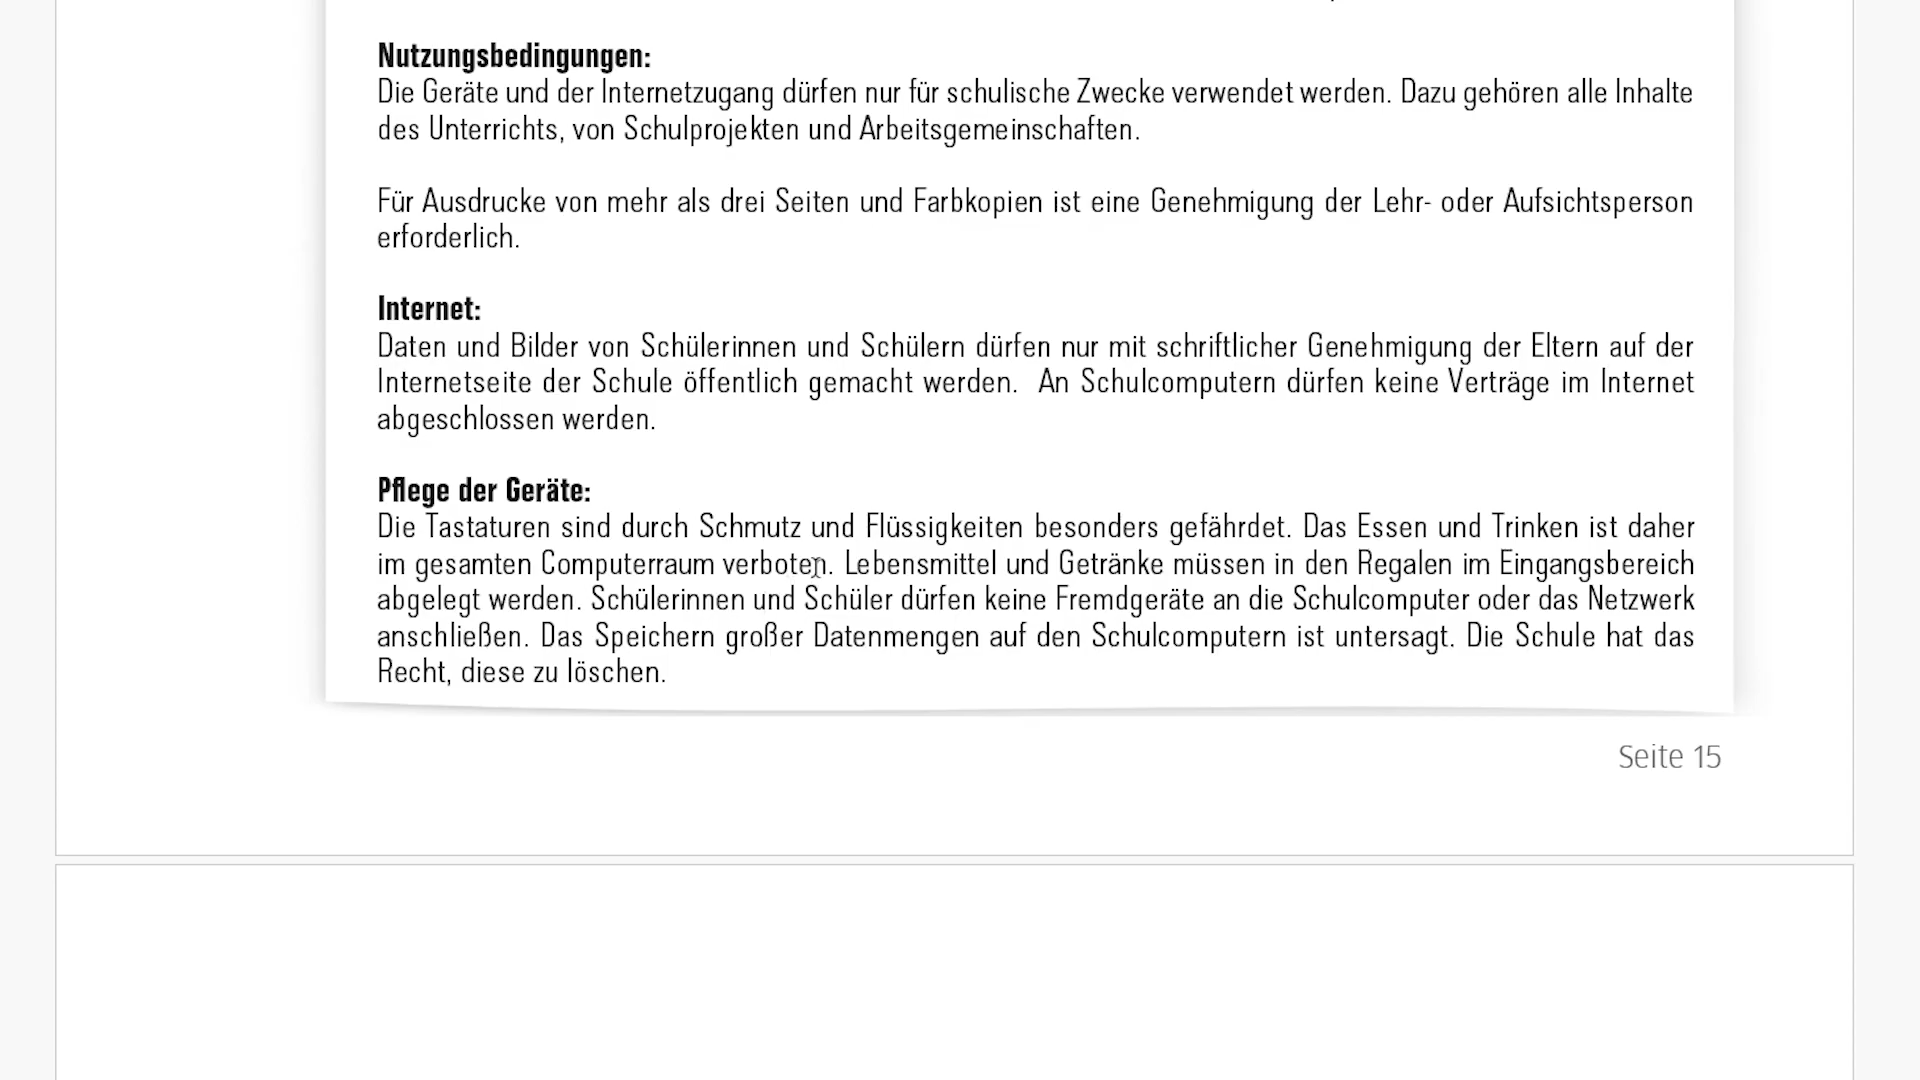 Nutzungsbedingungen:
Die Geräte und der Internetzugang dürfen nur für schulische Zwecke verwendet werden. Dazu gehören alle Inhalte
des Unterrichts, von Schulprojekten und Arbeitsgemeinschaften.
Für Ausdrucke von mehr als drei Seiten und Farbkopien ist eine Genehmigung der Lehr- oder Aufsichtsperson
erforderlich.
Internet:
Daten und Bilder von Schülerinnen und Schülern dürfen nur mit schriftlicher Genehmigung der Eltern auf der
Internetseite der Schule öffentlich gemacht werden.  An Schulcomputern dürfen keine Verträge im Internet
abgeschlossen werden.
Pflege der Geräte:
Die Tastaturen sind durch Schmutz und Flüssigkeiten besonders gefährdet. Das Essen und Trinken ist daher
im gesamten Computerraum verboten. Lebensmittel und Getränke müssen in den Regalen im Eingangsbereich
abgelegt werden. Schülerinnen und Schüler dürfen keine Fremdgeräte an die Schulcomputer oder das Netzwerk
anschließen. Das Speichern großer Datenmengen auf den Schulcomputern ist untersagt. Die Schule hat das
Recht, diese zu löschen.
Seite 15